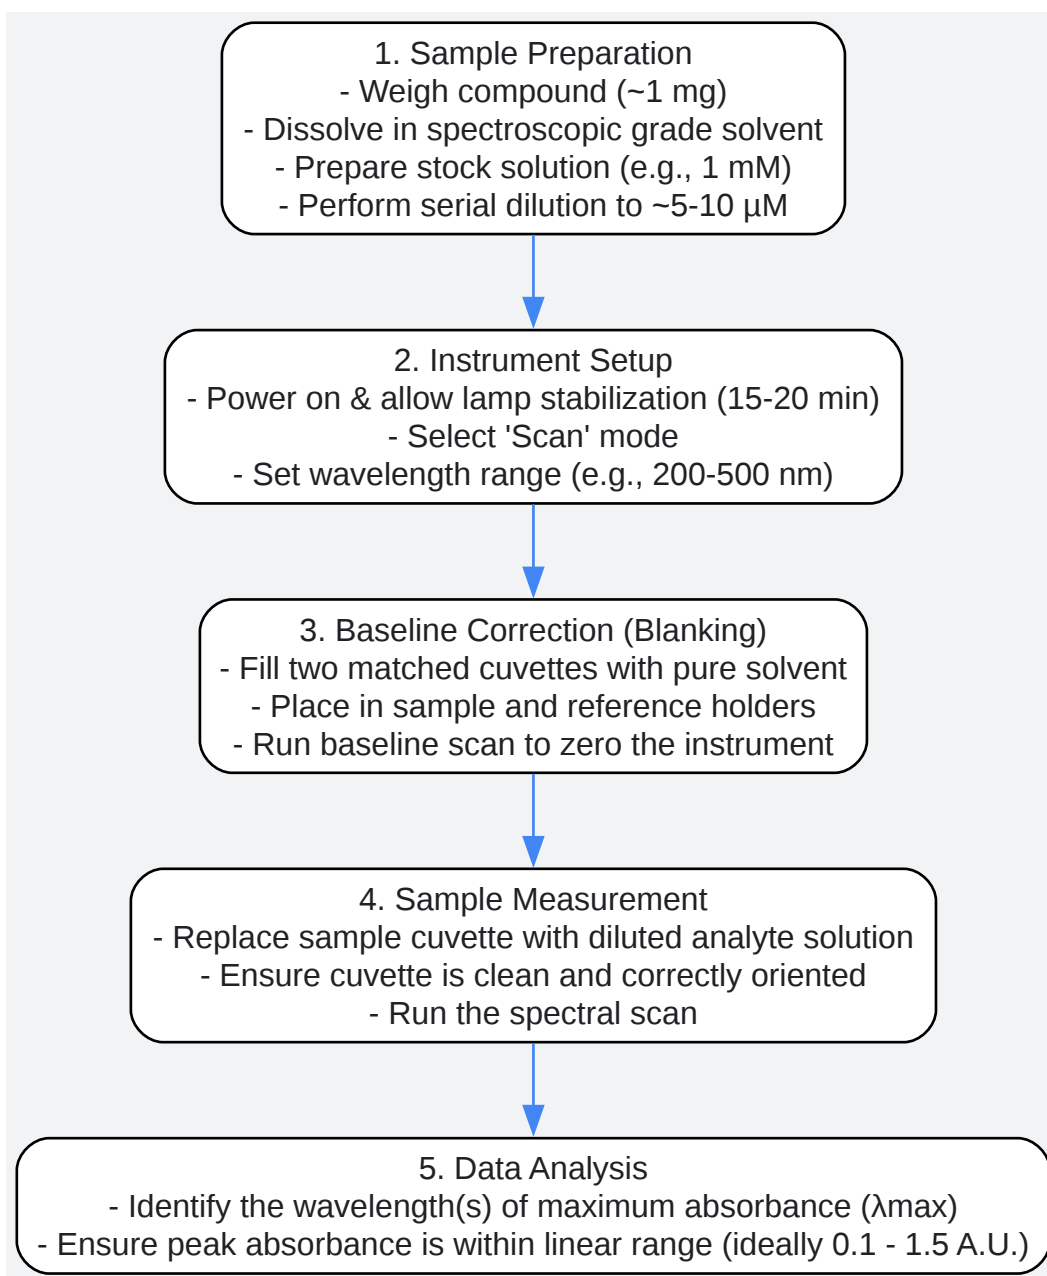 1. Sample Preparation
- Weigh compound (~1 mg)
- Dissolve in spectroscopic grade solvent
- Prepare stock solution (e.g., 1 mM)
- Perform serial dilution to ~5-10 µM
2. Instrument Setup
- Power on & allow lamp stabilization (15-20 min)
- Select 'Scan' mode
- Set wavelength range (e.g., 200-500 nm)
3. Baseline Correction (Blanking)
- Fill two matched cuvettes with pure solvent
- Place in sample and reference holders
- Run baseline scan to zero the instrument
4. Sample Measurement
- Replace sample cuvette with diluted analyte solution
- Ensure cuvette is clean and correctly oriented
- Run the spectral scan
5. Data Analysis
- Identify the wavelength(s) of maximum absorbance (λmax)
- Ensure peak absorbance is within linear range (ideally 0.1 - 1.5 A.U.)